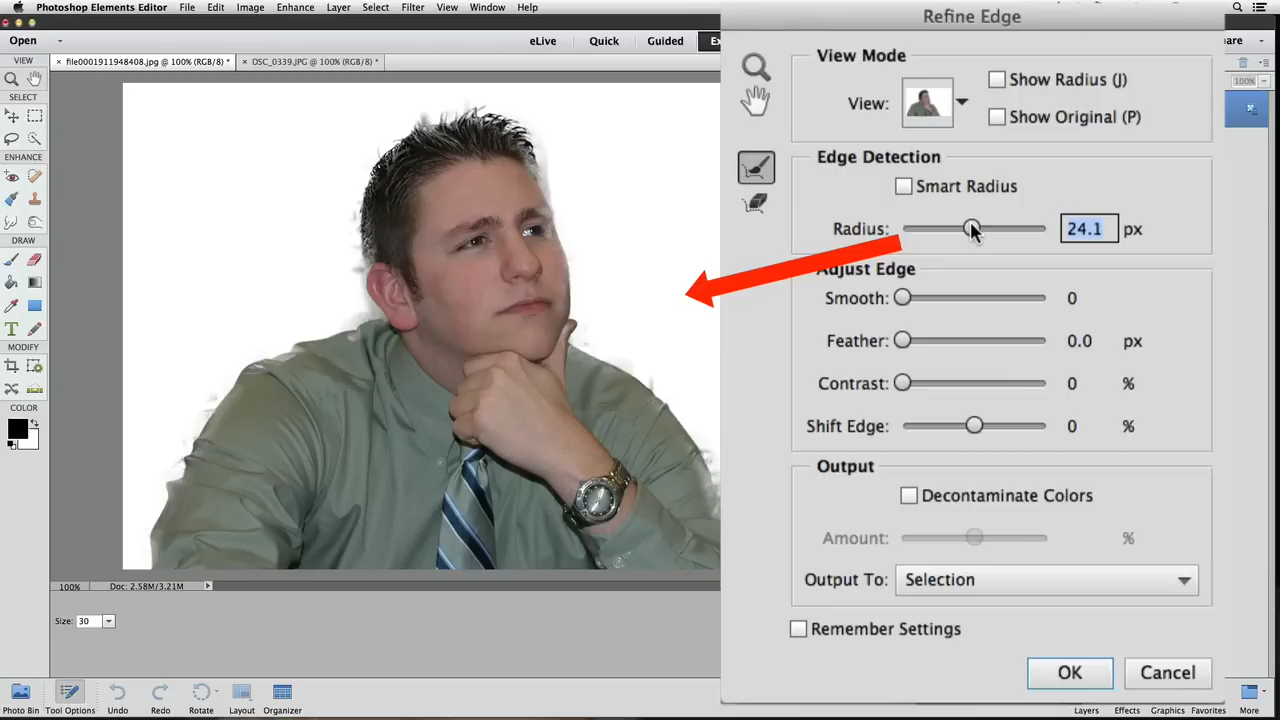 Photoshop Elements Editor File Edit Image Enhance Layer Select Filter View Window Help
Open eLive Quick Guided
file0001911948408.jpg @ 100% (RGB/8) * DSC_0339.JPG @ 100% (RGB/8) *
VIEW
SELECT
ENHANCE
DRAW
T
MODIFY
COLOR
100% Doc: 2.58M/3.21M
Size: 30
Refine Edge
View Mode
View:
Show Radius (J)
Show Original (P)
Edge Detection
Smart Radius
Radius: 24.1 px
Adjust Edge
Smooth: 0
Feather: 0.0 px
Contrast: 0 %
Shift Edge: 0 %
Output
Decontaminate Colors
Amount: %
Output To: Selection
Remember Settings
OK Cancel
100%
Photo Bin Tool Options Undo Redo Rotate Layout Organizer Layers Effects Graphics Favorites More